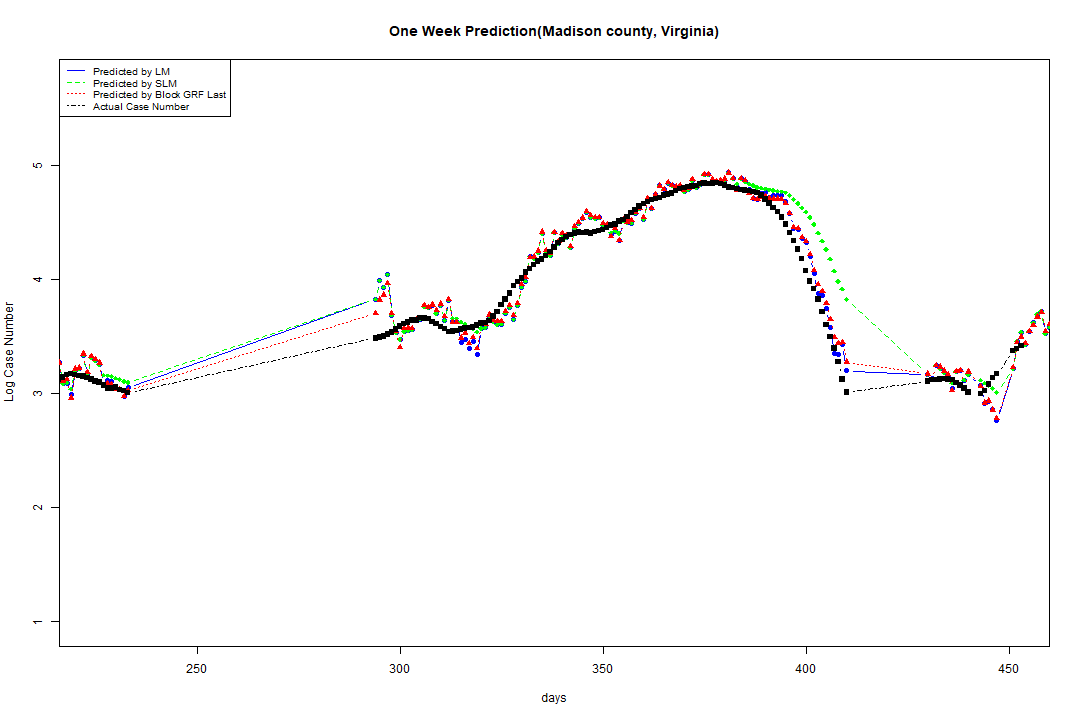 One Week Prediction(Madison county, Virginia)
Predicted by LM
Predicted by SLM
Predicted by Block GRF Last
Actual Case Number
5
4
3
2
1
Log Case Number
250 300 350 400 450
days